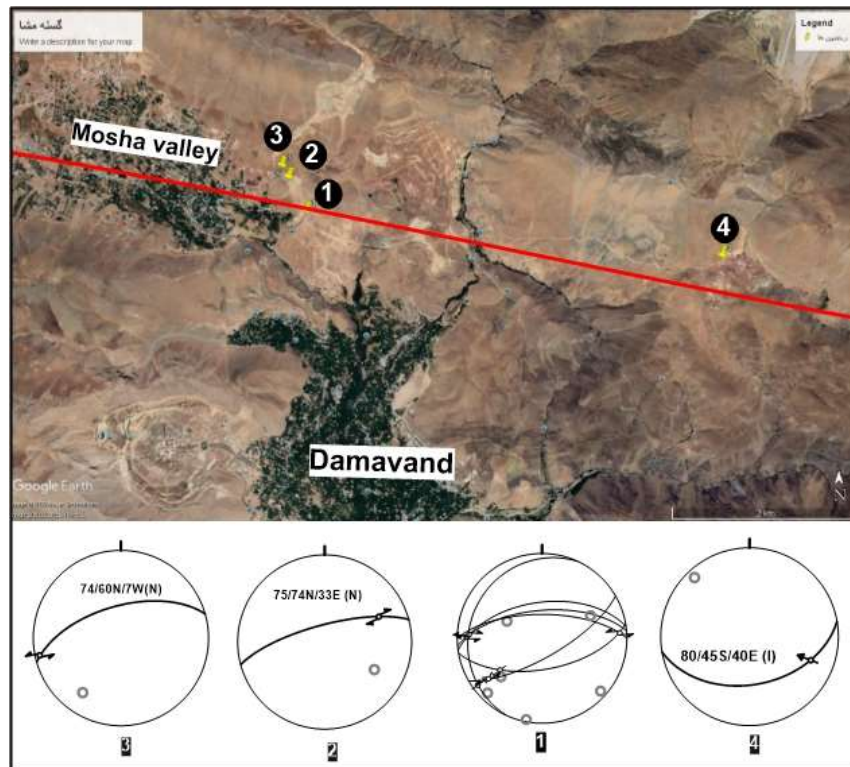 گسله مشا
Write a description for your map.
Legend
Mosha valley
3
2
1
4
Damavand
Google Earth
N
74/60N/7W(N)
75/74N/33E (N)
80/45S/40E (I)
3
2
1
4